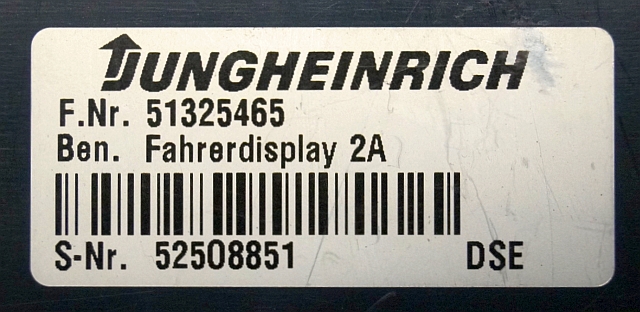 JUNGHEINRICH
F.Nr. 51325465
Ben. Fahrerdisplay 2A
S-Nr. 52508851 DSE